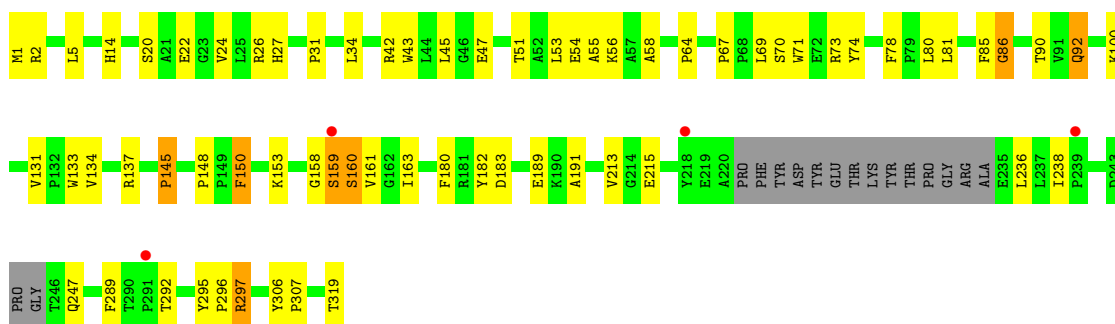 M1 R2 L5 H14 S20 A21 E22 G23 V24 L25 R26 H27 P31 L34 R42 W43 L44 L45 G46 E47 T51 A52 L53 E54 A55 K56 A57 A58 P64 P67 P68 L69 S70 W71 E72 R73 Y74 F78 P79 L80 L81 F85 G86 T90 V91 Q92
V131 P132 W133 V134 R137 P145 P148 P149 F150 K153 G158 S159 S160 V161 G162 I163 F180 R181 Y182 D183 E189 K190 A191 V213 G214 E215 Y218 E219 A220 PRO PHE TYR ASP TYR GLU THR LYS TYR THR PRO GLY ARG ALA E235 L236 L237 I238 P239
PRO GLY T246 Q247 F289 T290 P291 T292 Y295 P296 R297 Y306 P307 T319